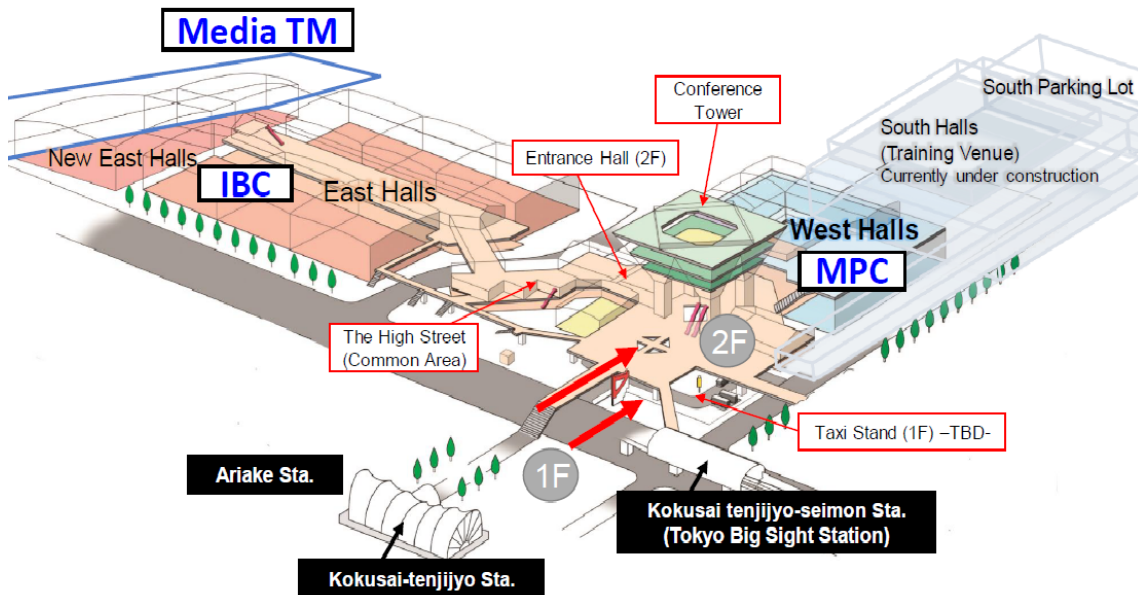 Media TM
Conference
Tower
South Parking Lot
South Halls
(Training Venue)
Currently under construction
New East Halls
Entrance Hall (2F)
IBC
East Halls
West Halls
MPC
The High Street
(Common Area)
2F
Taxi Stand (1F) –TBD-
1F
Ariake Sta.
Kokusai tenjijyo-seimon Sta.
(Tokyo Big Sight Station)
Kokusai-tenjijyo Sta.